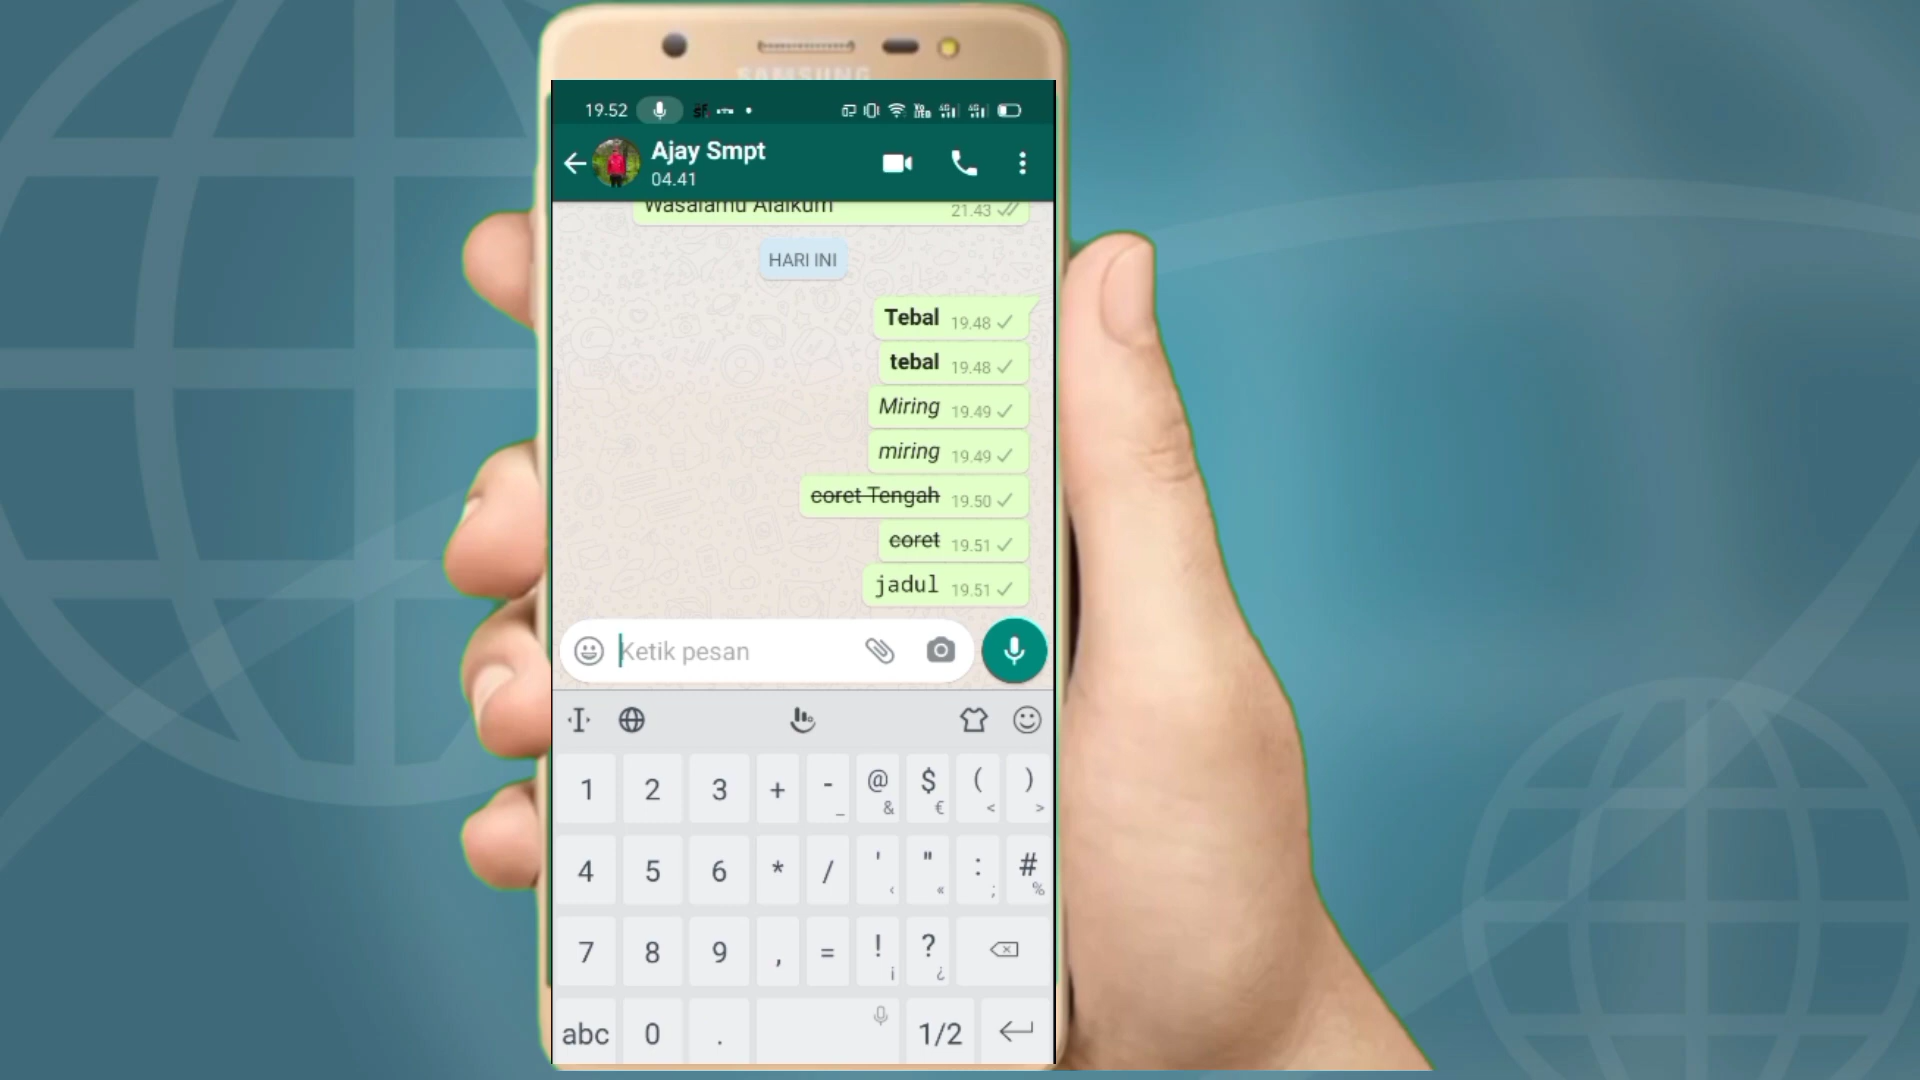 SAMSUNG
19.52
Ajay Smpt
04.41
Wasalamu Alaikum 21.43
HARI INI
Tebal 19.48
tebal 19.48
Miring 19.49
miring 19.49
coret Tengah 19.50
coret 19.51
jadul 19.51
Ketik pesan
1 2 3 + - _ @ & $ € ( < ) >
4 5 6 * / ' ‹ " « : ; # %
7 8 9 , = ! ¡ ? ¿
abc 0 . 1/2